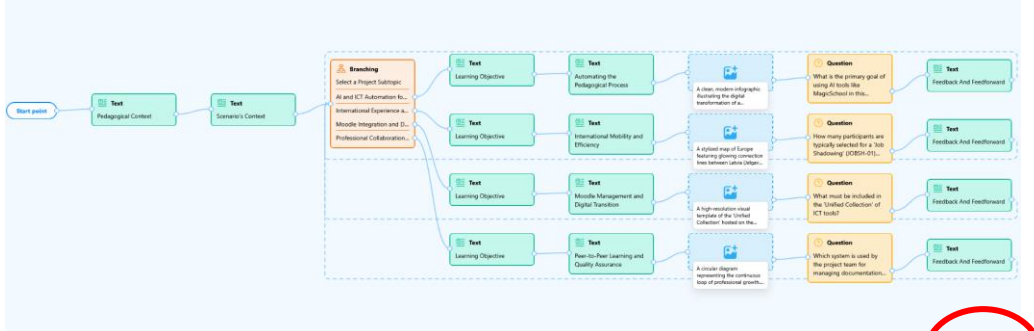 Start point
Text
Pedagogical Context
Text
Scenario's Context
Branching
Select a Project Subtopic
AI and ICT Automation fo...
International Experience a...
Moodle Integration and D...
Professional Collaboration...
Text
Learning Objective
Text
Automating the
Pedagogical Process
A clean, modern infographic
illustrating the digital
transformation of a...
Question
What is the primary goal of
using AI tools like
MagicSchool in this...
Text
Feedback And Feedforward
Text
Learning Objective
Text
International Mobility and
Efficiency
A stylized map of Europe
featuring glowing connection
lines between Latvia (Jelgav...
Question
How many participants are
typically selected for a 'Job
Shadowing' (JOBSH-01)...
Text
Feedback And Feedforward
Text
Learning Objective
Text
Moodle Management and
Digital Transition
A high-resolution visual
template of the 'Unified
Collection' hosted on the...
Question
What must be included in
the 'Unified Collection' of
ICT tools?
Text
Feedback And Feedforward
Text
Learning Objective
Text
Peer-to-Peer Learning and
Quality Assurance
A circular diagram
representing the continuous
loop of professional growth...
Question
Which system is used by
the project team for
managing documentation...
Text
Feedback And Feedforward